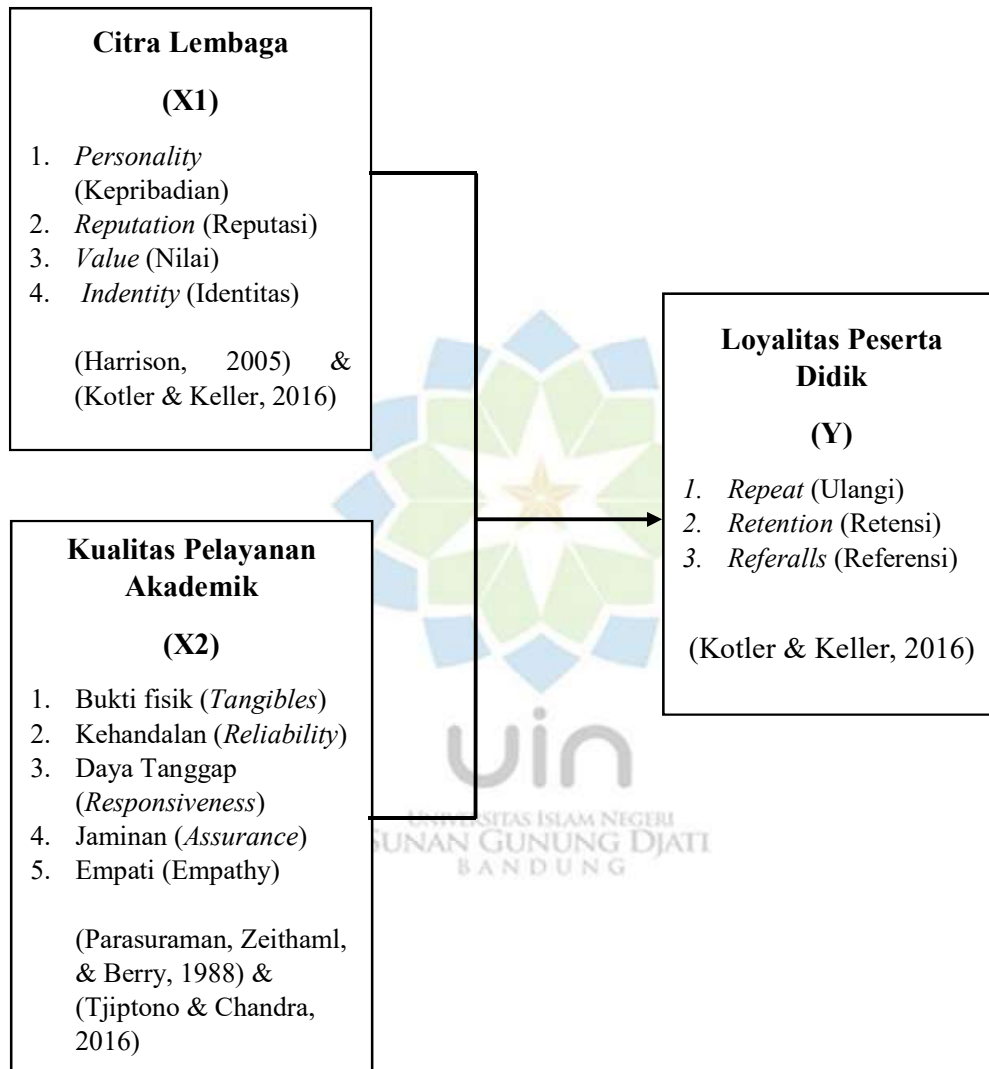 Citra Lembaga
(X1)
1. Personality
(Kepribadian)
2. Reputation (Reputasi)
3. Value (Nilai)
4. Indentity (Identitas)
(Harrison, 2005) &
(Kotler & Keller, 2016)
Kualitas Pelayanan
Akademik
(X2)
1. Bukti fisik (Tangibles)
2. Kehandalan (Reliability)
3. Daya Tanggap
(Responsiveness)
4. Jaminan (Assurance)
5. Empati (Empathy)
(Parasuraman, Zeithaml,
& Berry, 1988) &
(Tjiptono & Chandra,
2016)
Loyalitas Peserta
Didik
(Y)
1. Repeat (Ulangi)
2. Retention (Retensi)
3. Referalls (Referensi)
(Kotler & Keller, 2016)
uin
UNIVERSITAS ISLAM NEGERI
SUNAN GUNUNG DJATI
BANDUNG